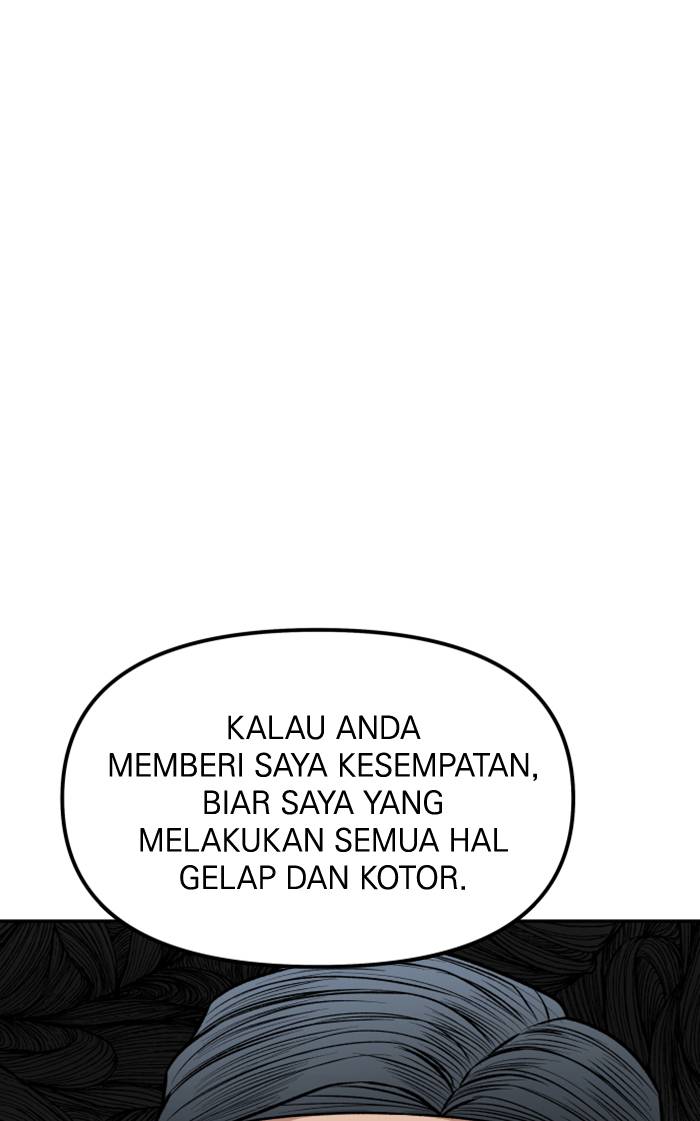 KALAU ANDA
MEMBERI SAYA KESEMPATAN,
BIAR SAYA YANG
MELAKUKAN SEMUA HAL
GELAP DAN KOTOR.